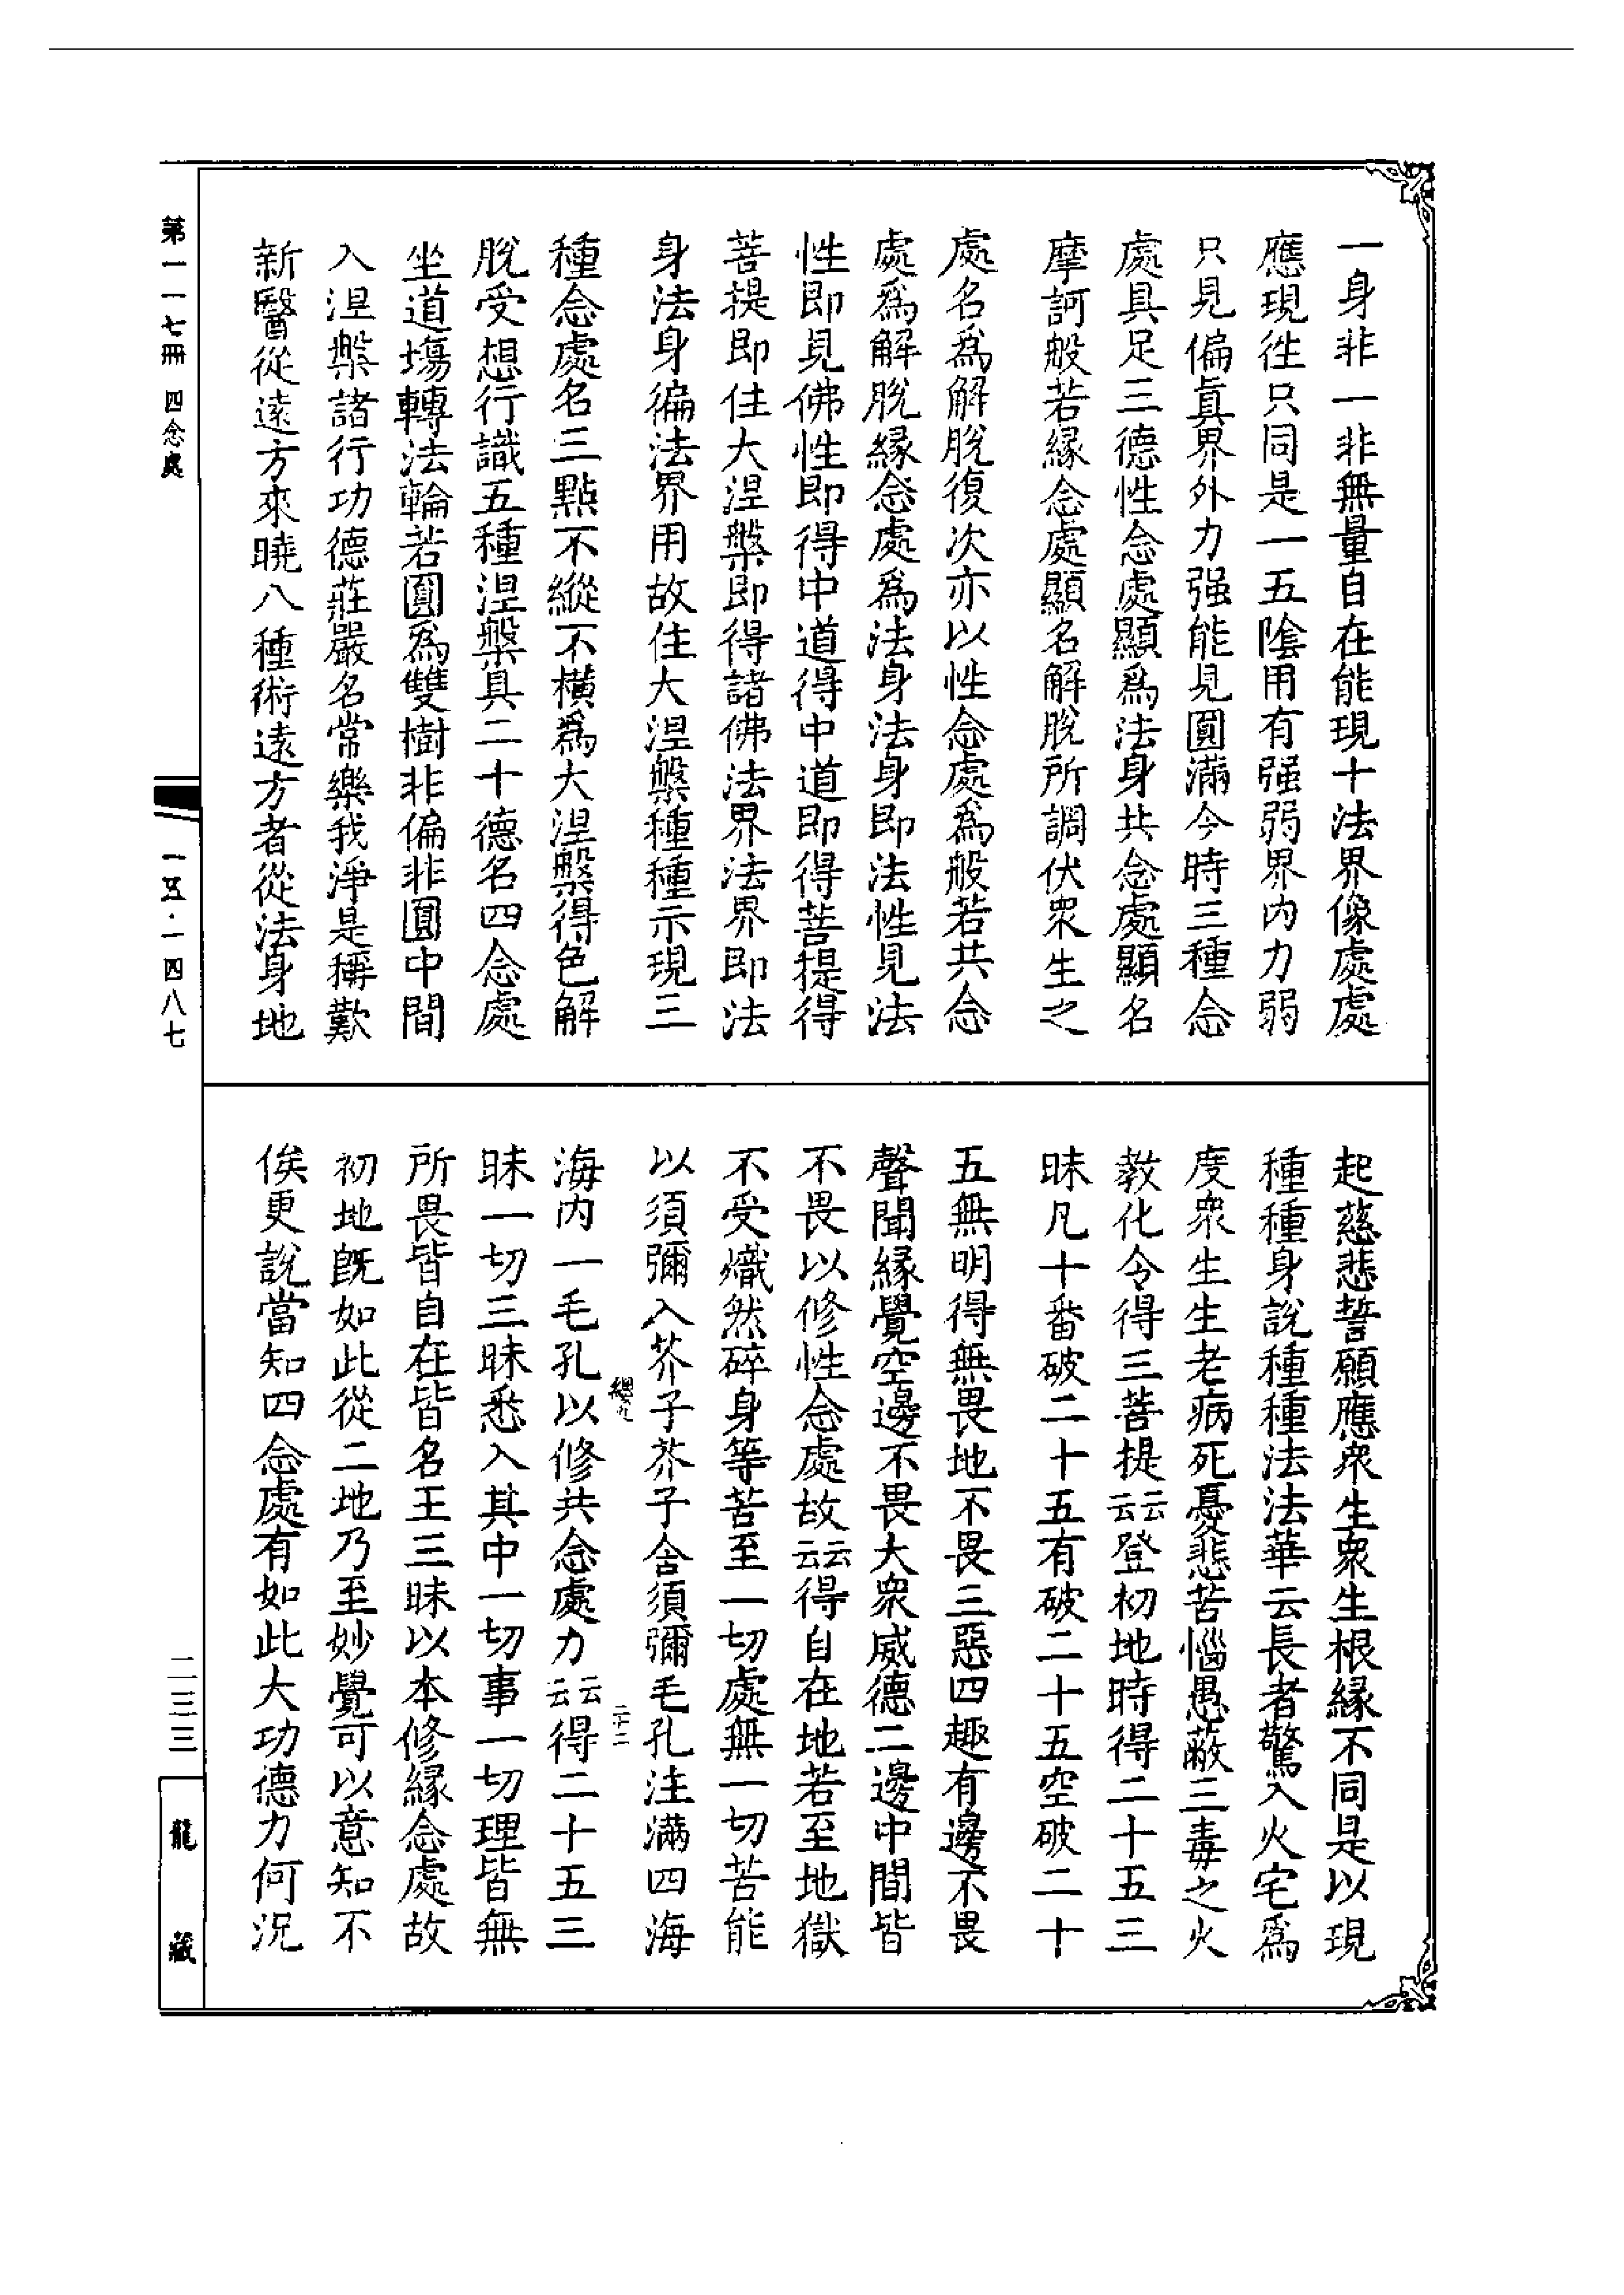 一身非一非無量自在能現十法界像處處
應現徃只同是一五陰用有强弱界内力弱
只見偏眞界外力强能見圓滿今時三種念
處具足三德性念處顯爲法身共念處顯名
摩訶般若緣念處顯名解脫所調伏衆生之
處名爲解脫復次亦以性念處爲般若共念
處爲解脫緣念處爲法身法身即法性見法
性即見佛性即得中道得中道即得菩提得
菩提即住大涅槃即得諸佛法界法界即法
身法身徧法界用故住大涅槃種種示現三
種念處名三點不縱不橫爲大涅槃得色解
脫受想行識五種涅槃具二十德名四念處
坐道塲轉法輪若圓爲雙樹非偏非圓中間
入涅槃諸行功德莊嚴名常樂我淨是稱歎
新醫從遠方來曉八種術遠方者從法身地
起慈悲誓願應衆生衆生根緣不同是以現
種種身說種種法法華云長者驚入火宅爲
度衆生生老病死憂悲苦惱愚蔽三毒之火
教化令得三菩提云云登初地時得二十五三
昧凡十番破二十五有破二十五空破二十
五無明得無畏地不畏三惡四趣有邊不畏
聲聞緣覺空邊不畏大衆威德二邊中間皆
不畏以修性念處故云云得自在地若至地獄
不受熾然碎身等苦至一切處無一切苦能
以須彌入芥子芥子舍須彌毛孔注滿四海
海内一毛孔以修共念處力云云得二十五三
昧一切三昧悉入其中一切事一切理皆無
所畏皆自在皆名王三昧以本修緣念處故
初地旣如此從二地乃至妙覺可以意知不
俟更說當知四念處有如此大功德力何況
第一一七冊 四念處
一五·一四八七
二三三
龍藏